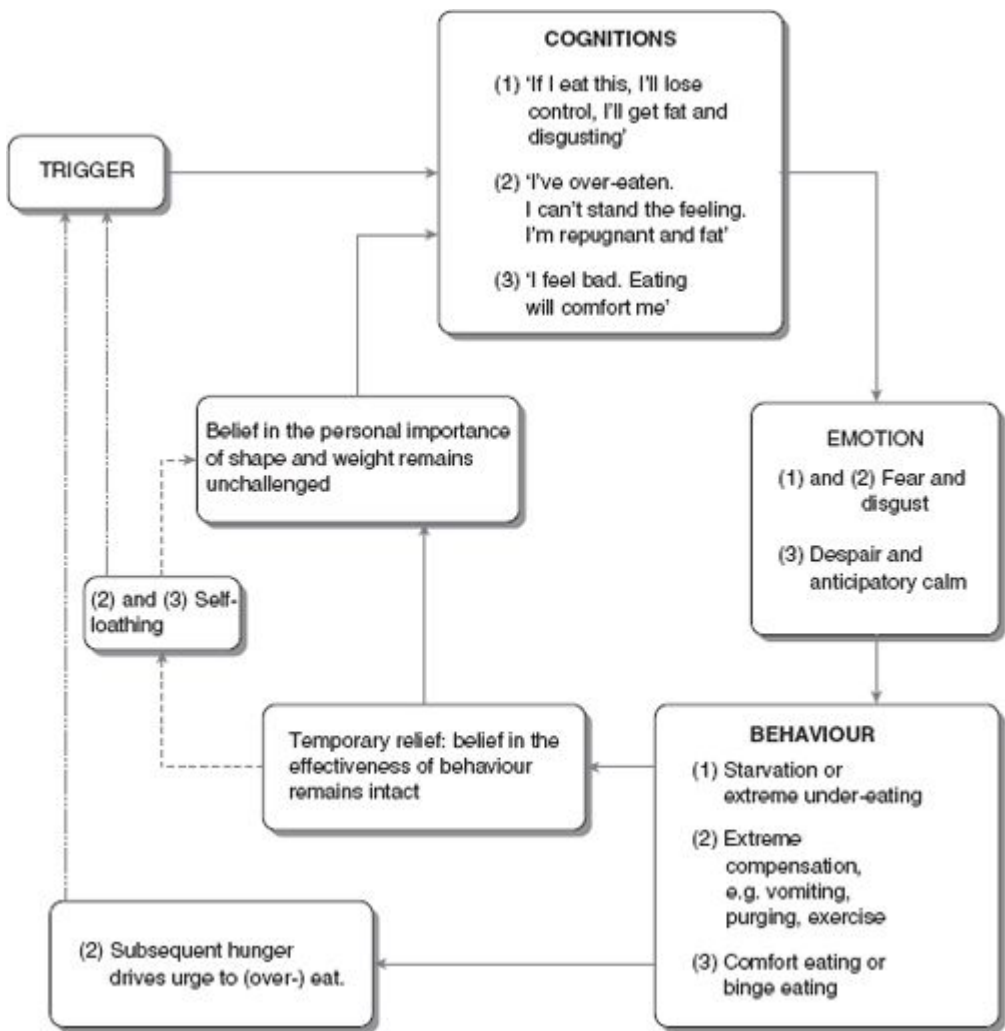 COGNITIONS
(1) ‘If I eat this, I’ll lose
control, I’ll get fat and
disgusting’
(2) ‘I’ve over-eaten.
I can’t stand the feeling.
I’m repugnant and fat’
(3) ‘I feel bad. Eating
will comfort me’
TRIGGER
Belief in the personal importance
of shape and weight remains
unchallenged
EMOTION
(1) and (2) Fear and
disgust
(3) Despair and
anticipatory calm
(2) and (3) Self-
loathing
Temporary relief: belief in the
effectiveness of behaviour
remains intact
BEHAVIOUR
(1) Starvation or
extreme under-eating
(2) Extreme
compensation,
e.g. vomiting,
purging, exercise
(3) Comfort eating or
binge eating
(2) Subsequent hunger
drives urge to (over-) eat.